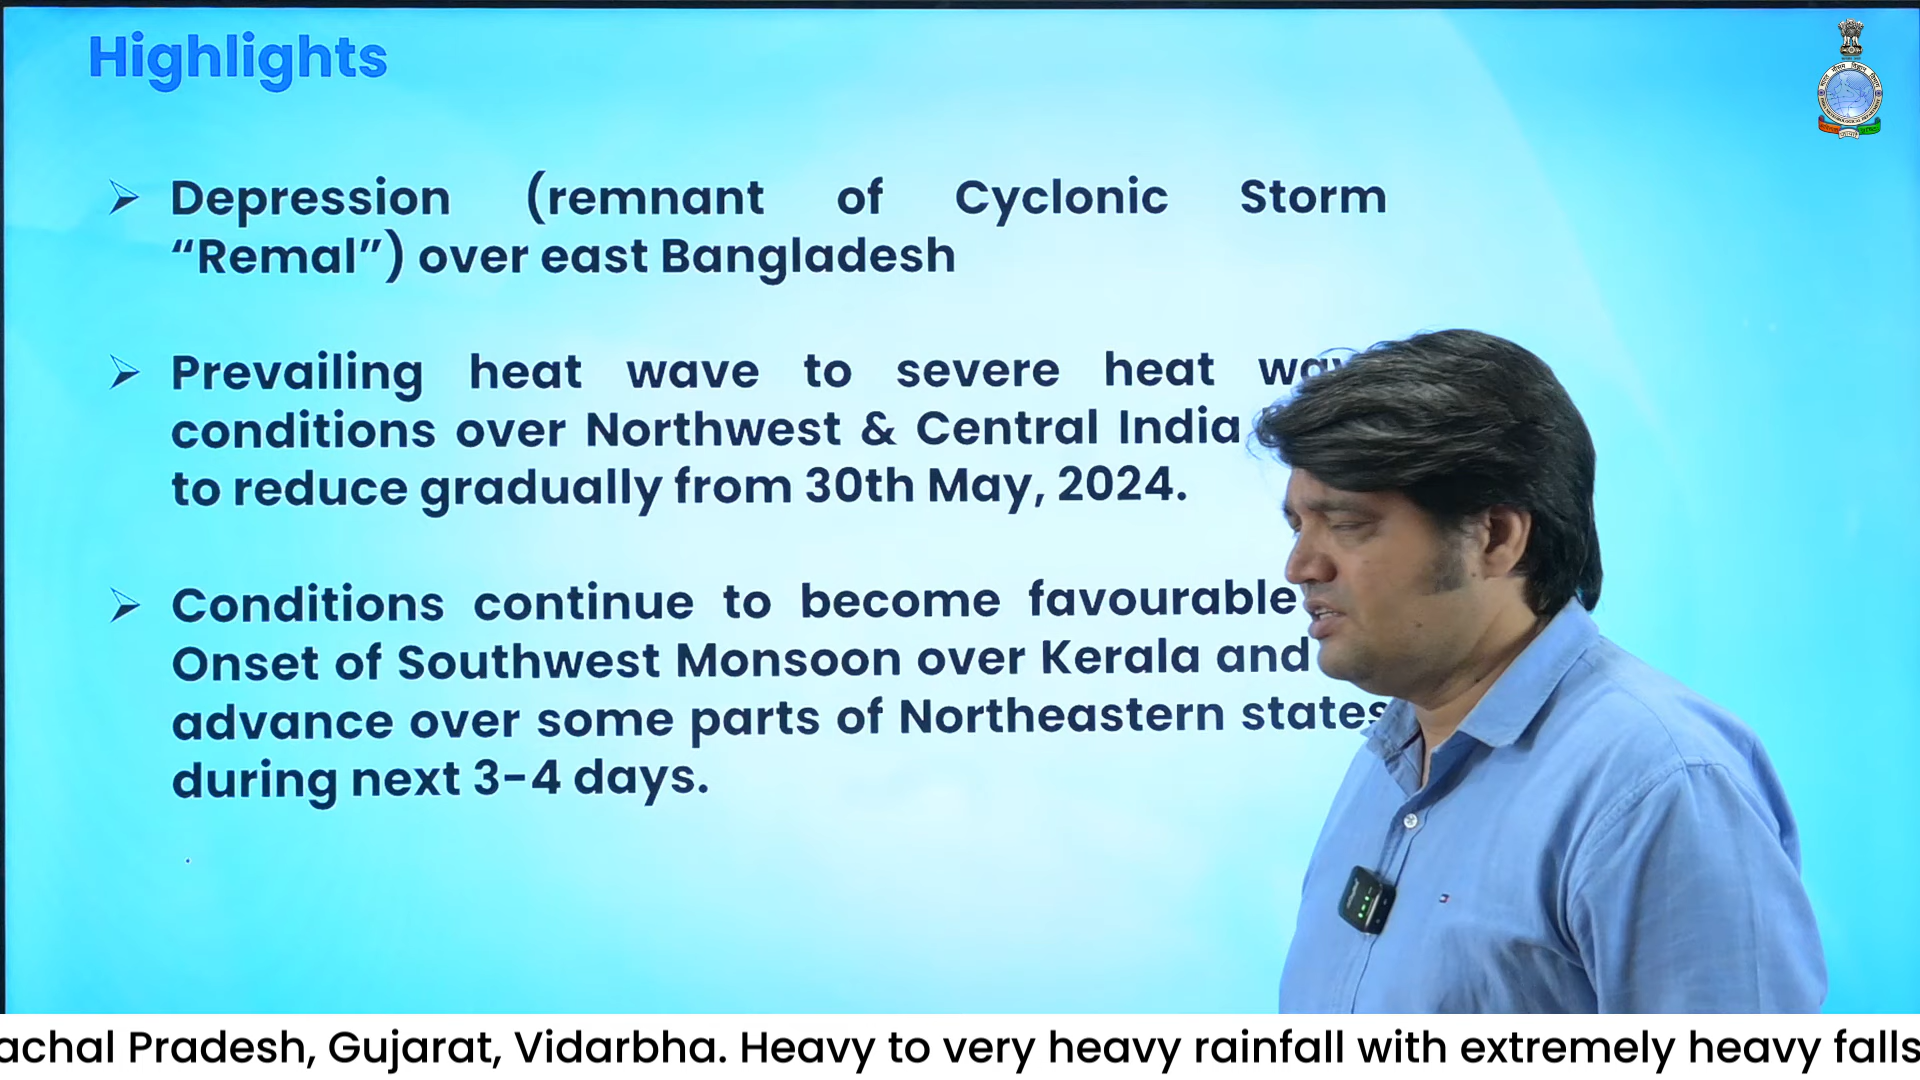 Highlights
Depression (remnant of Cyclonic Storm
“Remal”) over east Bangladesh
Prevailing heat wave to severe heat
conditions over Northwest & Central India
to reduce gradually from 30th May, 2024.
Conditions continue to become favourable
Onset of Southwest Monsoon over Kerala and
advance over some parts of Northeastern states
during next 3-4 days.
achal Pradesh, Gujarat, Vidarbha. Heavy to very heavy rainfall with extremely heavy falls